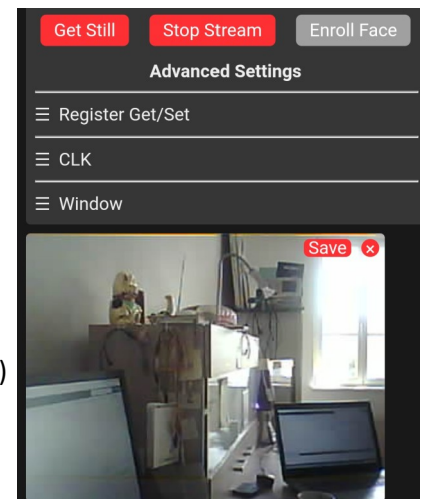 Get Still Stop Stream Enroll Face
Advanced Settings
☰ Register Get/Set
☰ CLK
☰ Window
Save ×
)